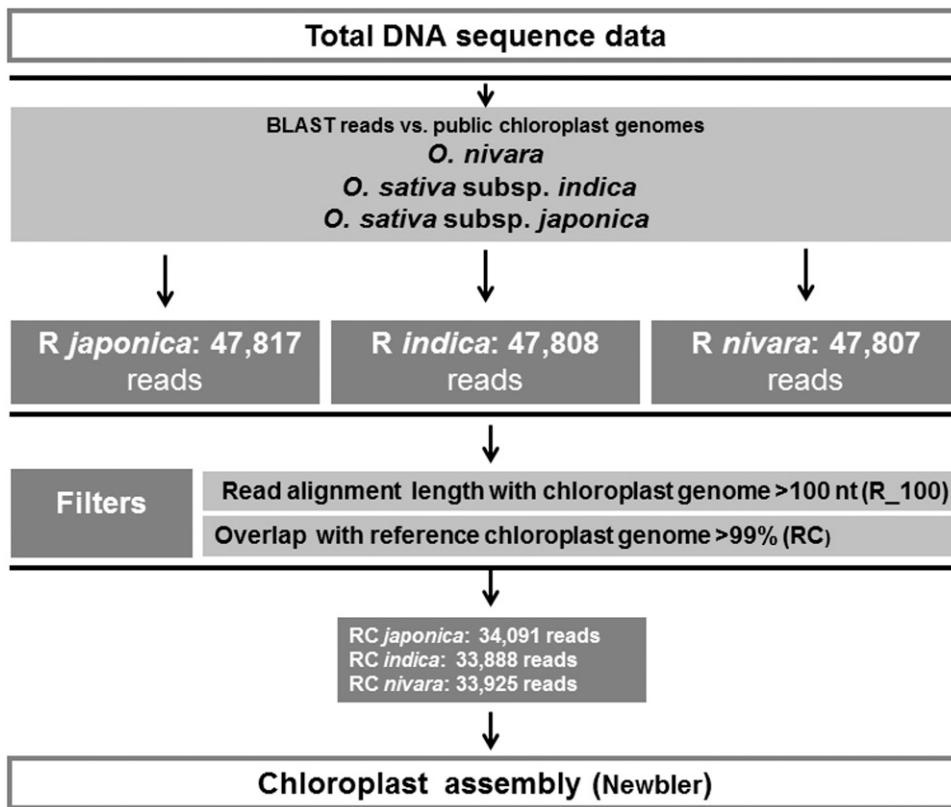 Total DNA sequence data
BLAST reads vs. public chloroplast genomes
O. nivara
O. sativa subsp. indica
O. sativa subsp. japonica
R japonica: 47,817
reads
R indica: 47,808
reads
R nivara: 47,807
reads
Filters
Read alignment length with chloroplast genome >100 nt (R_100)
Overlap with reference chloroplast genome >99% (RC)
RC japonica: 34,091 reads
RC indica: 33,888 reads
RC nivara: 33,925 reads
Chloroplast assembly (Newbler)